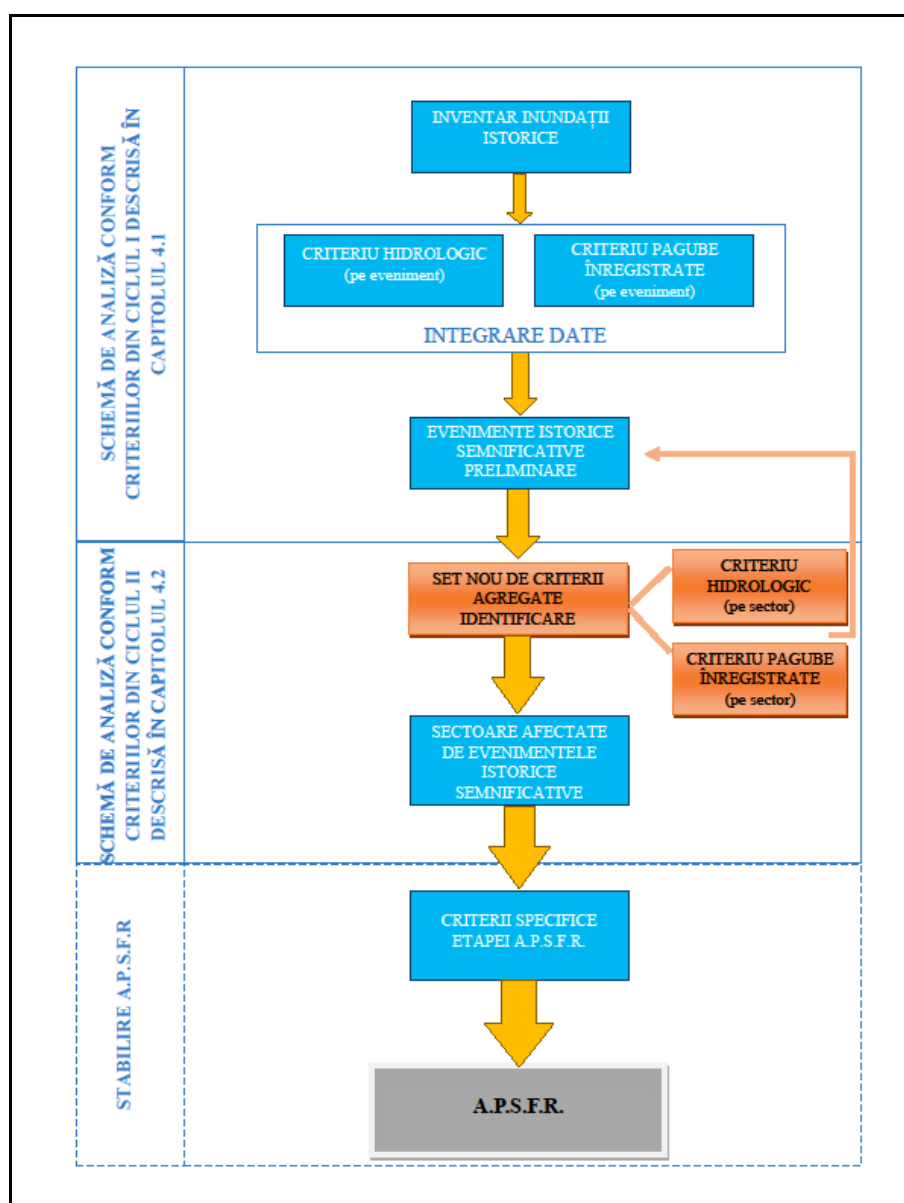 SCHEMĂ DE ANALIZĂ CONFORM
CRITERIILOR DIN CICLUL I DESCRISĂ ÎN
CAPITOLUL 4.1
INVENTAR INUNDAȚII
ISTORICE
CRITERIU HIDROLOGIC
(pe eveniment)
CRITERIU PAGUBE
ÎNREGISTRATE
(pe eveniment)
INTEGRARE DATE
EVENIMENTE ISTORICE
SEMNIFICATIVE
PRELIMINARE
SCHEMĂ DE ANALIZĂ CONFORM
CRITERIILOR DIN CICLUL II
DESCRISĂ ÎN CAPITOLUL 4.2
SET NOU DE CRITERII
AGREGATE
IDENTIFICARE
CRITERIU
HIDROLOGIC
(pe sector)
CRITERIU PAGUBE
ÎNREGISTRATE
(pe sector)
SECTOARE AFECTATE
DE EVENIMENTELE
ISTORICE
SEMNIFICATIVE
STABILIRE A.P.S.F.R
CRITERII SPECIFICE
ETAPEI A.P.S.F.R.
A.P.S.F.R.